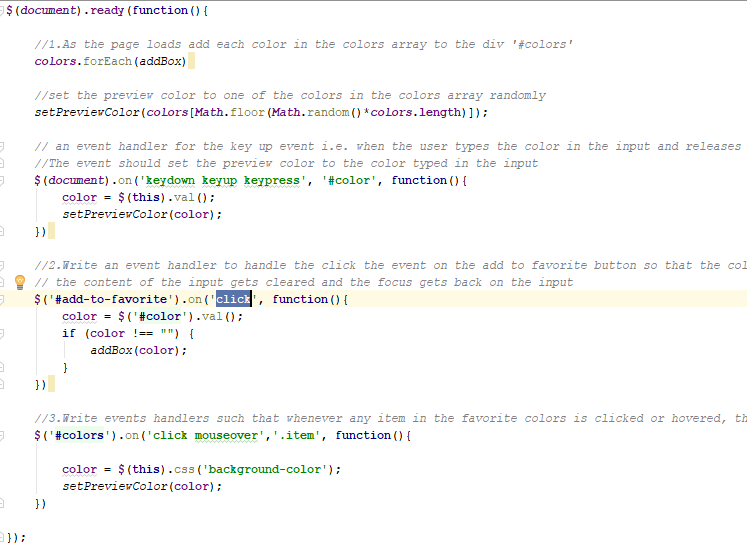 $(document).ready(function(){
//1.As the page loads add each color in the colors array to the div '#colors'
colors.forEach(addBox)
//set the preview color to one of the colors in the colors array randomly
setPreviewColor(colors[Math.floor(Math.random()*colors.length)]);
// an event handler for the key up event i.e. when the user types the color in the input and releases
//The event should set the preview color to the color typed in the input
$(document).on('keydown keyup keypress', '#color', function(){
color = $(this).val();
setPreviewColor(color);
})
//2.Write an event handler to handle the click the event on the add to favorite button so that the col
// the content of the input gets cleared and the focus gets back on the input
$('#add-to-favorite').on('click', function(){
color = $('#color').val();
if (color !== "") {
addBox(color);
}
})
//3.Write events handlers such that whenever any item in the favorite colors is clicked or hovered, th
$('#colors').on('click mouseover','.item', function(){
color = $(this).css('background-color');
setPreviewColor(color);
})
});